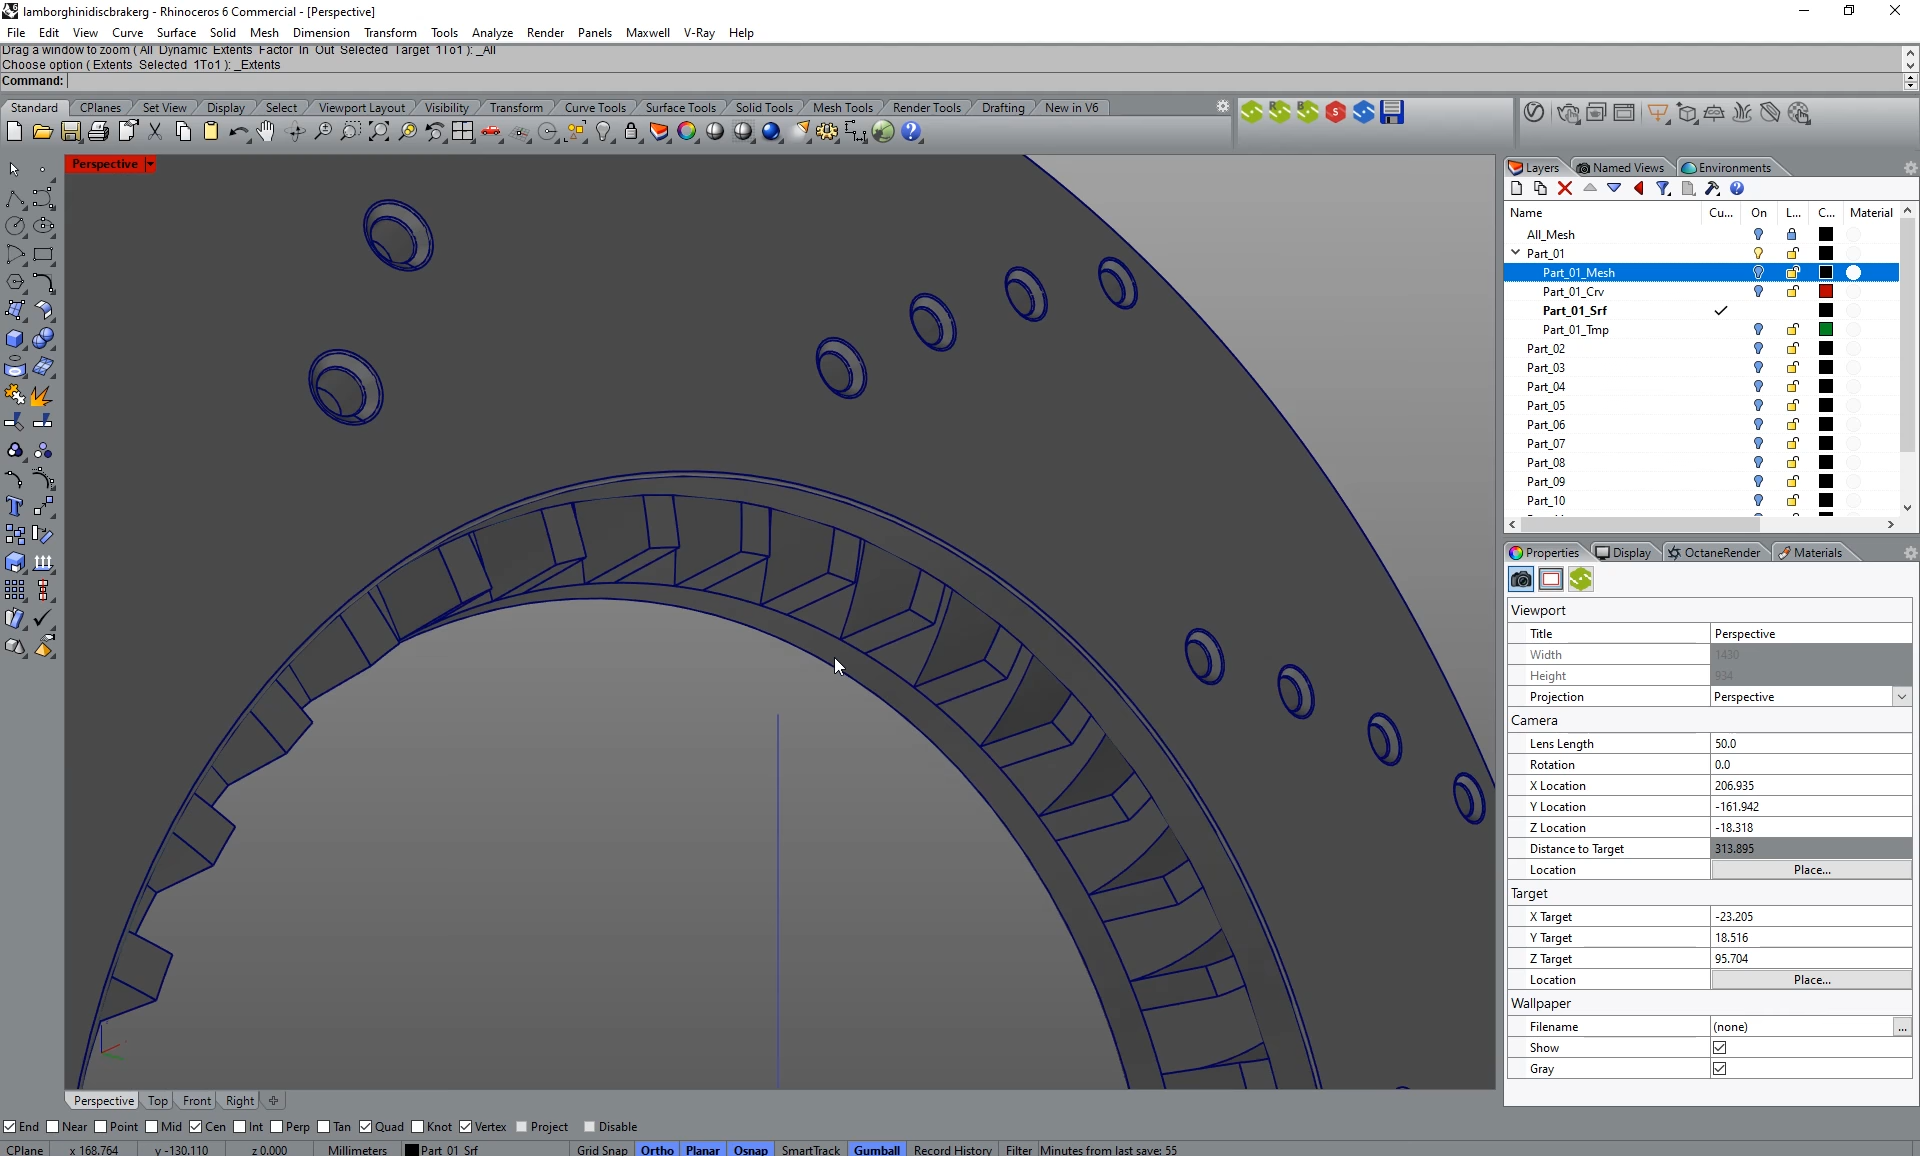 lamborghinidiscbrakerg - Rhinoceros 6 Commercial - [Perspective]
File Edit View Curve Surface Solid Mesh Dimension Transform Tools Analyze Render Panels Maxwell V-Ray Help
Drag a window to zoom ( All Dynamic Extents Factor In Out Selected Target 1To1 ): _All
Choose option ( Extents Selected 1To1 ): _Extents
Command:
Standard CPlanes Set View Display Select Viewport Layout Visibility Transform Curve Tools Surface Tools Solid Tools Mesh Tools Render Tools Drafting New in V6
Perspective
Layers Named Views Environments
Name Cu... On L... C... Material
All_Mesh
Part_01
Part_01_Mesh
Part_01_Crv
Part_01_Srf
Part_01_Tmp
Part_02
Part_03
Part_04
Part_05
Part_06
Part_07
Part_08
Part_09
Part_10
Properties Display OctaneRender Materials
Viewport
Title Perspective
Width 1430
Height 934
Projection Perspective
Camera
Lens Length 50.0
Rotation 0.0
X Location 206.935
Y Location -161.942
Z Location -18.318
Distance to Target 313.895
Location Place...
Target
X Target -23.205
Y Target 18.516
Z Target 95.704
Location Place...
Wallpaper
Filename (none) ...
Show
Gray
Perspective Top Front Right
End Near Point Mid Cen Int Perp Tan Quad Knot Vertex Project Disable
CPlane x 168.764 y -130.110 z 0.000 Millimeters Part_01_Srf Grid Snap Ortho Planar Osnap SmartTrack Gumball Record History Filter Minutes from last save: 55